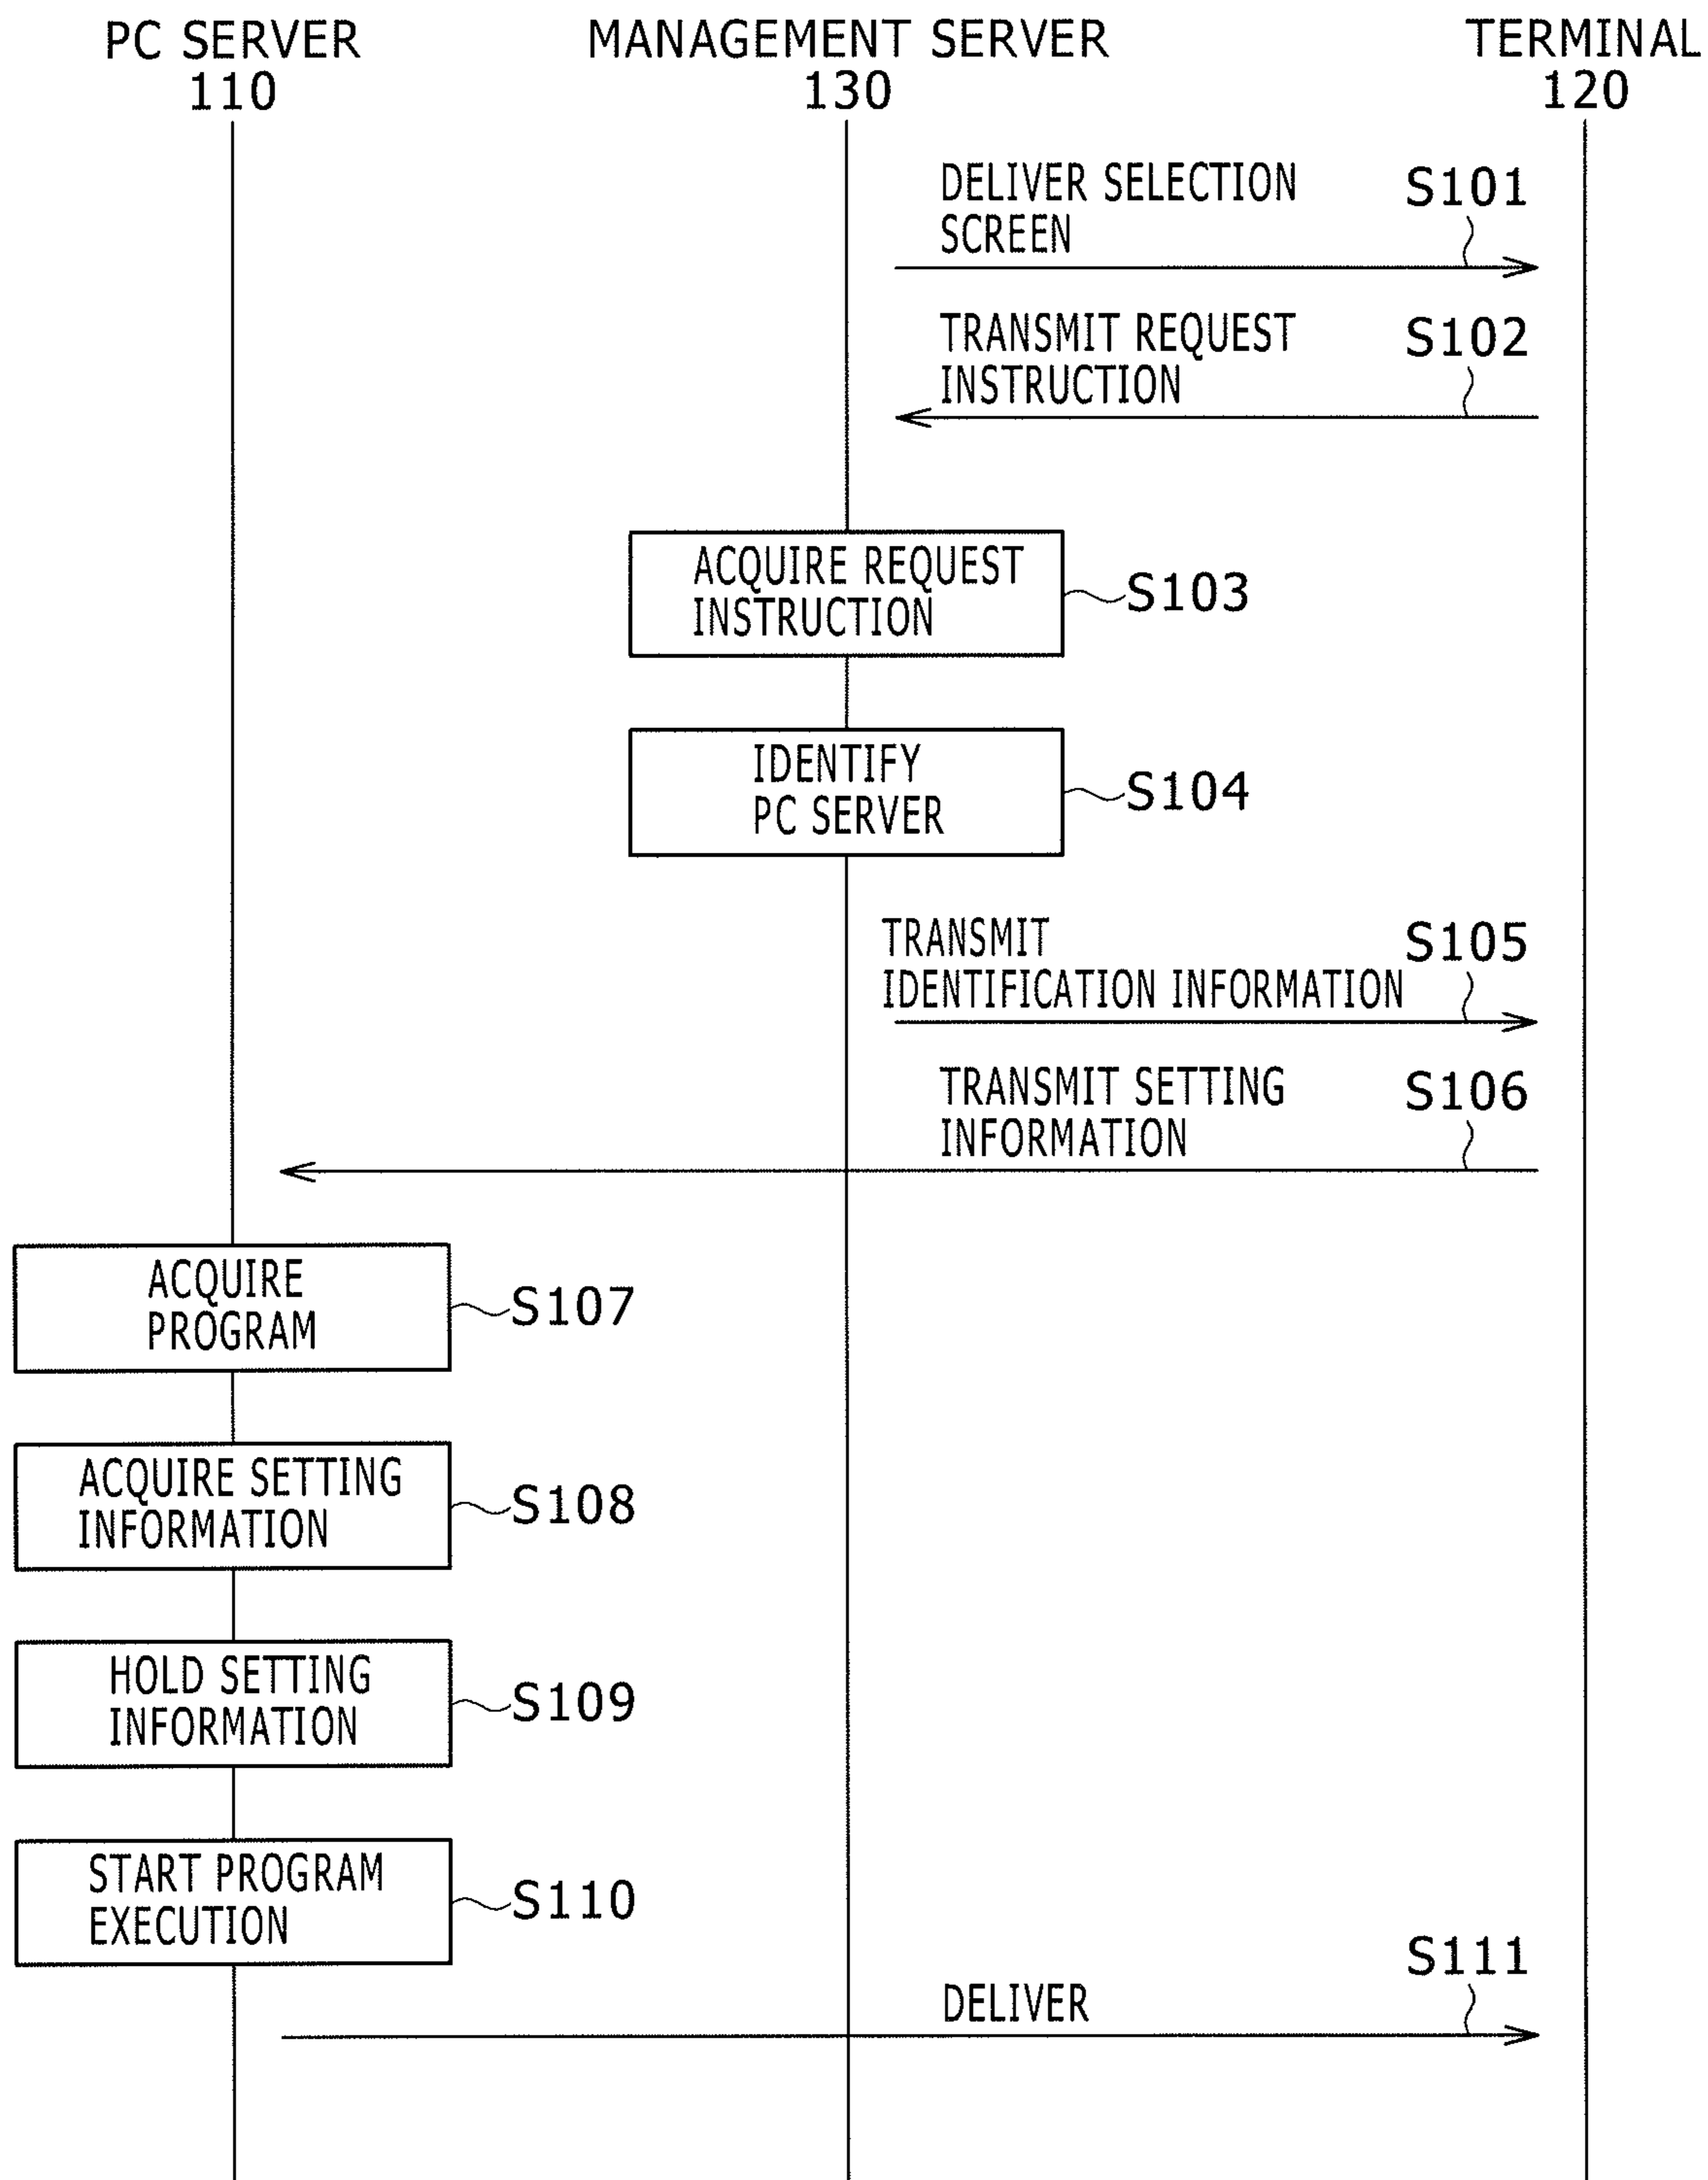 PC SERVER
110
MANAGEMENT SERVER
130
TERMINAL
120
DELIVER SELECTION
SCREEN
S101
TRANSMIT REQUEST
INSTRUCTION
S102
ACQUIRE REQUEST
INSTRUCTION
S103
IDENTIFY
PC SERVER
S104
TRANSMIT
IDENTIFICATION INFORMATION
S105
TRANSMIT SETTING
INFORMATION
S106
ACQUIRE
PROGRAM
S107
ACQUIRE SETTING
INFORMATION
S108
HOLD SETTING
INFORMATION
S109
START PROGRAM
EXECUTION
S110
DELIVER
S111